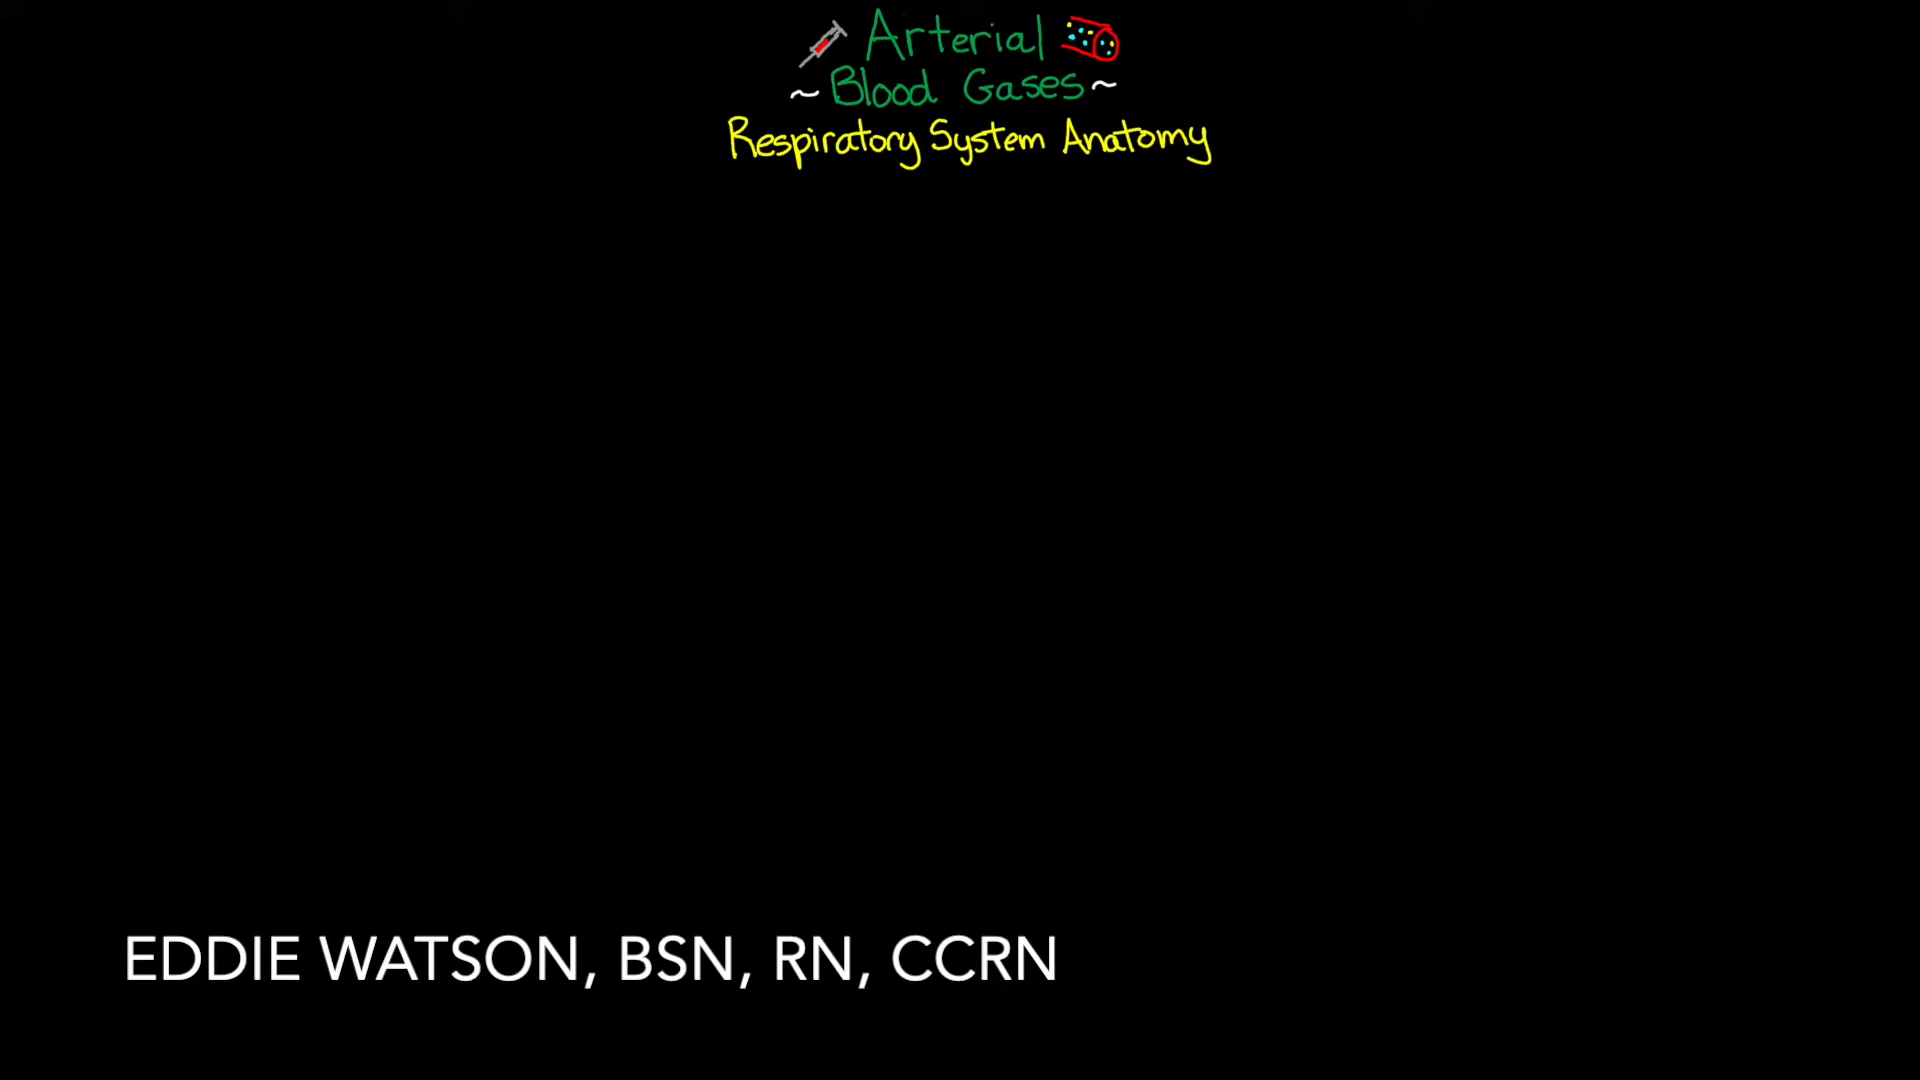 Arterial
~Blood Gases~
Respiratory System Anatomy
EDDIE WATSON, BSN, RN, CCRN